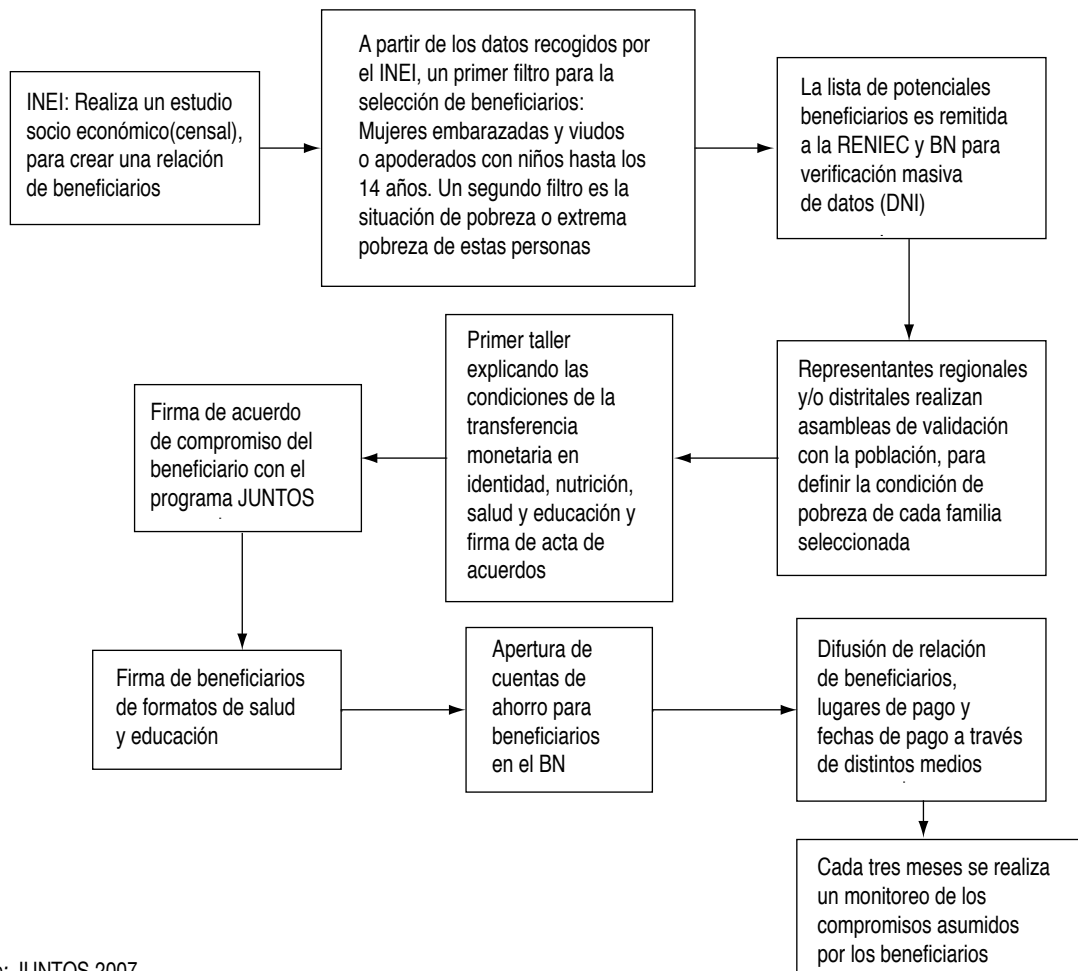 INEI: Realiza un estudio
socio económico(censal),
para crear una relación
de beneficiarios
A partir de los datos recogidos por
el INEI, un primer filtro para la
selección de beneficiarios:
Mujeres embarazadas y viudos
o apoderados con niños hasta los
14 años. Un segundo filtro es la
situación de pobreza o extrema
pobreza de estas personas
La lista de potenciales
beneficiarios es remitida
a la RENIEC y BN para
verificación masiva
de datos (DNI)
Representantes regionales
y/o distritales realizan
asambleas de validación
con la población, para
definir la condición de
pobreza de cada familia
seleccionada
Primer taller
explicando las
condiciones de la
transferencia
monetaria en
identidad, nutrición,
salud y educación y
firma de acta de
acuerdos
Firma de acuerdo
de compromiso del
beneficiario con el
programa JUNTOS
Firma de beneficiarios
de formatos de salud
y educación
Apertura de
cuentas de
ahorro para
beneficiarios
en el BN
Difusión de relación
de beneficiarios,
lugares de pago y
fechas de pago a través
de distintos medios
Cada tres meses se realiza
un monitoreo de los
compromisos asumidos
por los beneficiarios
: JUNTOS 2007